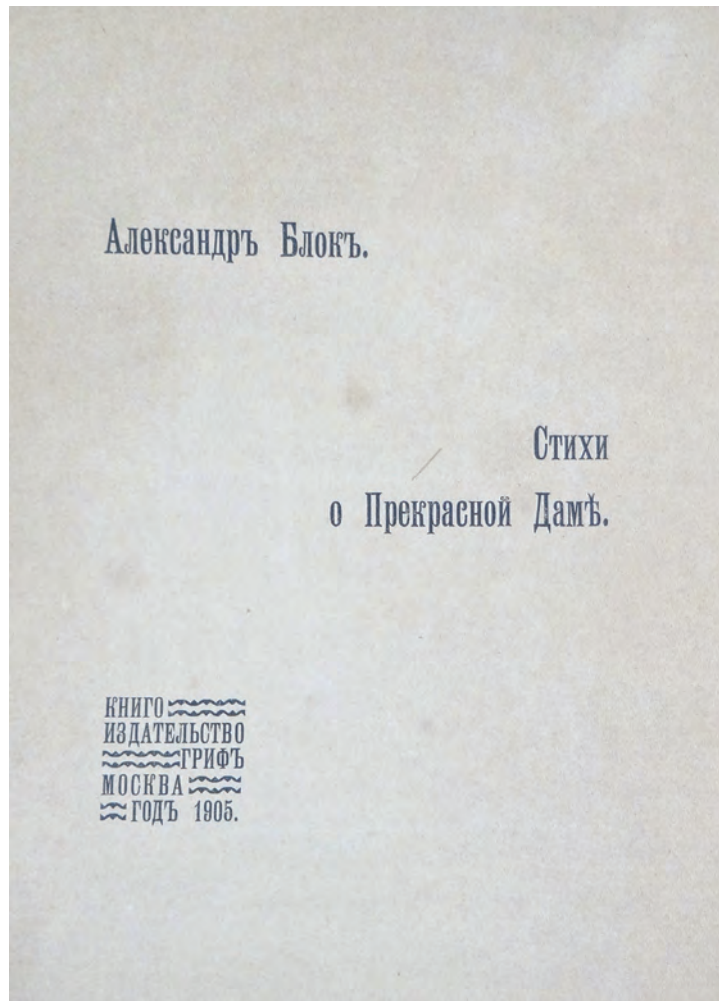 Александръ Блокъ.
Стихи
о Прекрасной Дамѣ.
КНИГО
ИЗДАТЕЛЬСТВО
ГРИФЪ
МОСКВА
ГОДЪ 1905.